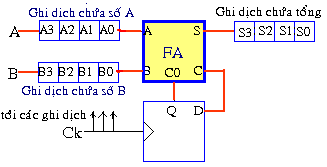 Ghi dịch chứa số A
Ghi dịch chứa tổng
A
A3 A2 A1 A0
A S
S3 S2 S1 S0
FA
B
B3 B2 B1 B0
B C0 C
Ghi dịch chứa số B
tới các ghi dịch
Q D
Ck